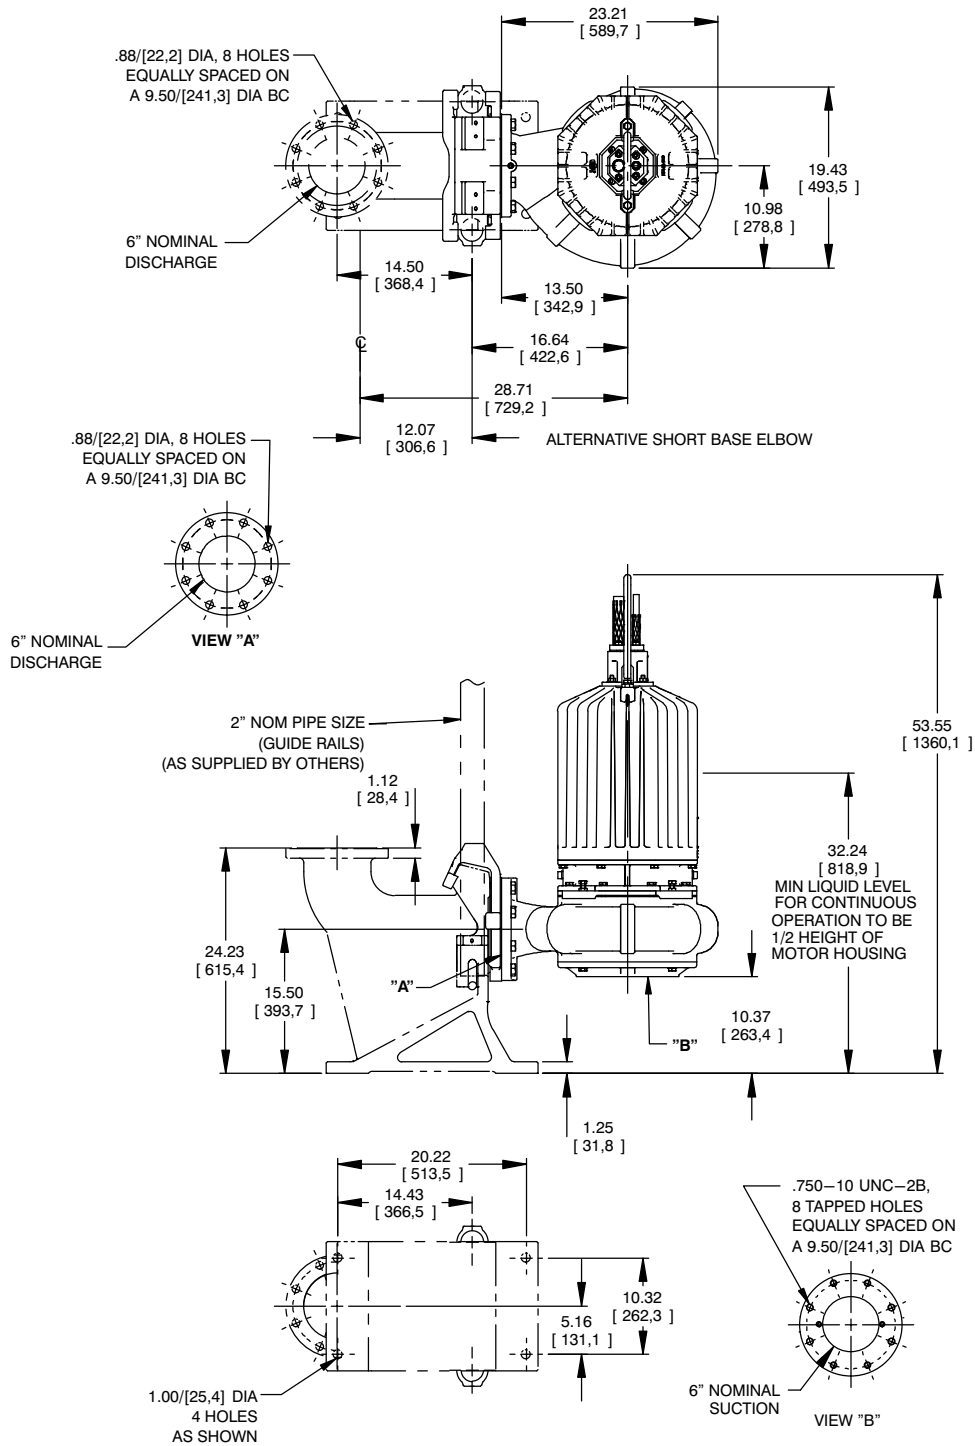 23.21
[ 589,7 ]
.88/[22,2] DIA, 8 HOLES
EQUALLY SPACED ON
A 9.50/[241,3] DIA BC
19.43
[ 493,5 ]
10.98
[ 278,8 ]
6” NOMINAL
DISCHARGE
14.50
[ 368,4 ]
13.50
[ 342,9 ]
℄
16.64
[ 422,6 ]
28.71
[ 729,2 ]
12.07
[ 306,6 ]
ALTERNATIVE SHORT BASE ELBOW
.88/[22,2] DIA, 8 HOLES
EQUALLY SPACED ON
A 9.50/[241,3] DIA BC
6” NOMINAL
DISCHARGE
VIEW ”A”
2” NOM PIPE SIZE
(GUIDE RAILS)
(AS SUPPLIED BY OTHERS)
53.55
[ 1360,1 ]
1.12
[ 28,4 ]
32.24
[ 818,9 ]
MIN LIQUID LEVEL
FOR CONTINUOUS
OPERATION TO BE
1/2 HEIGHT OF
MOTOR HOUSING
24.23
[ 615,4 ]
15.50
[ 393,7 ]
”A”
”B”
10.37
[ 263,4 ]
1.25
[ 31,8 ]
20.22
[ 513,5 ]
14.43
[ 366,5 ]
10.32
[ 262,3 ]
5.16
[ 131,1 ]
1.00/[25,4] DIA
4 HOLES
AS SHOWN
.750–10 UNC–2B,
8 TAPPED HOLES
EQUALLY SPACED ON
A 9.50/[241,3] DIA BC
6” NOMINAL
SUCTION
VIEW ”B”